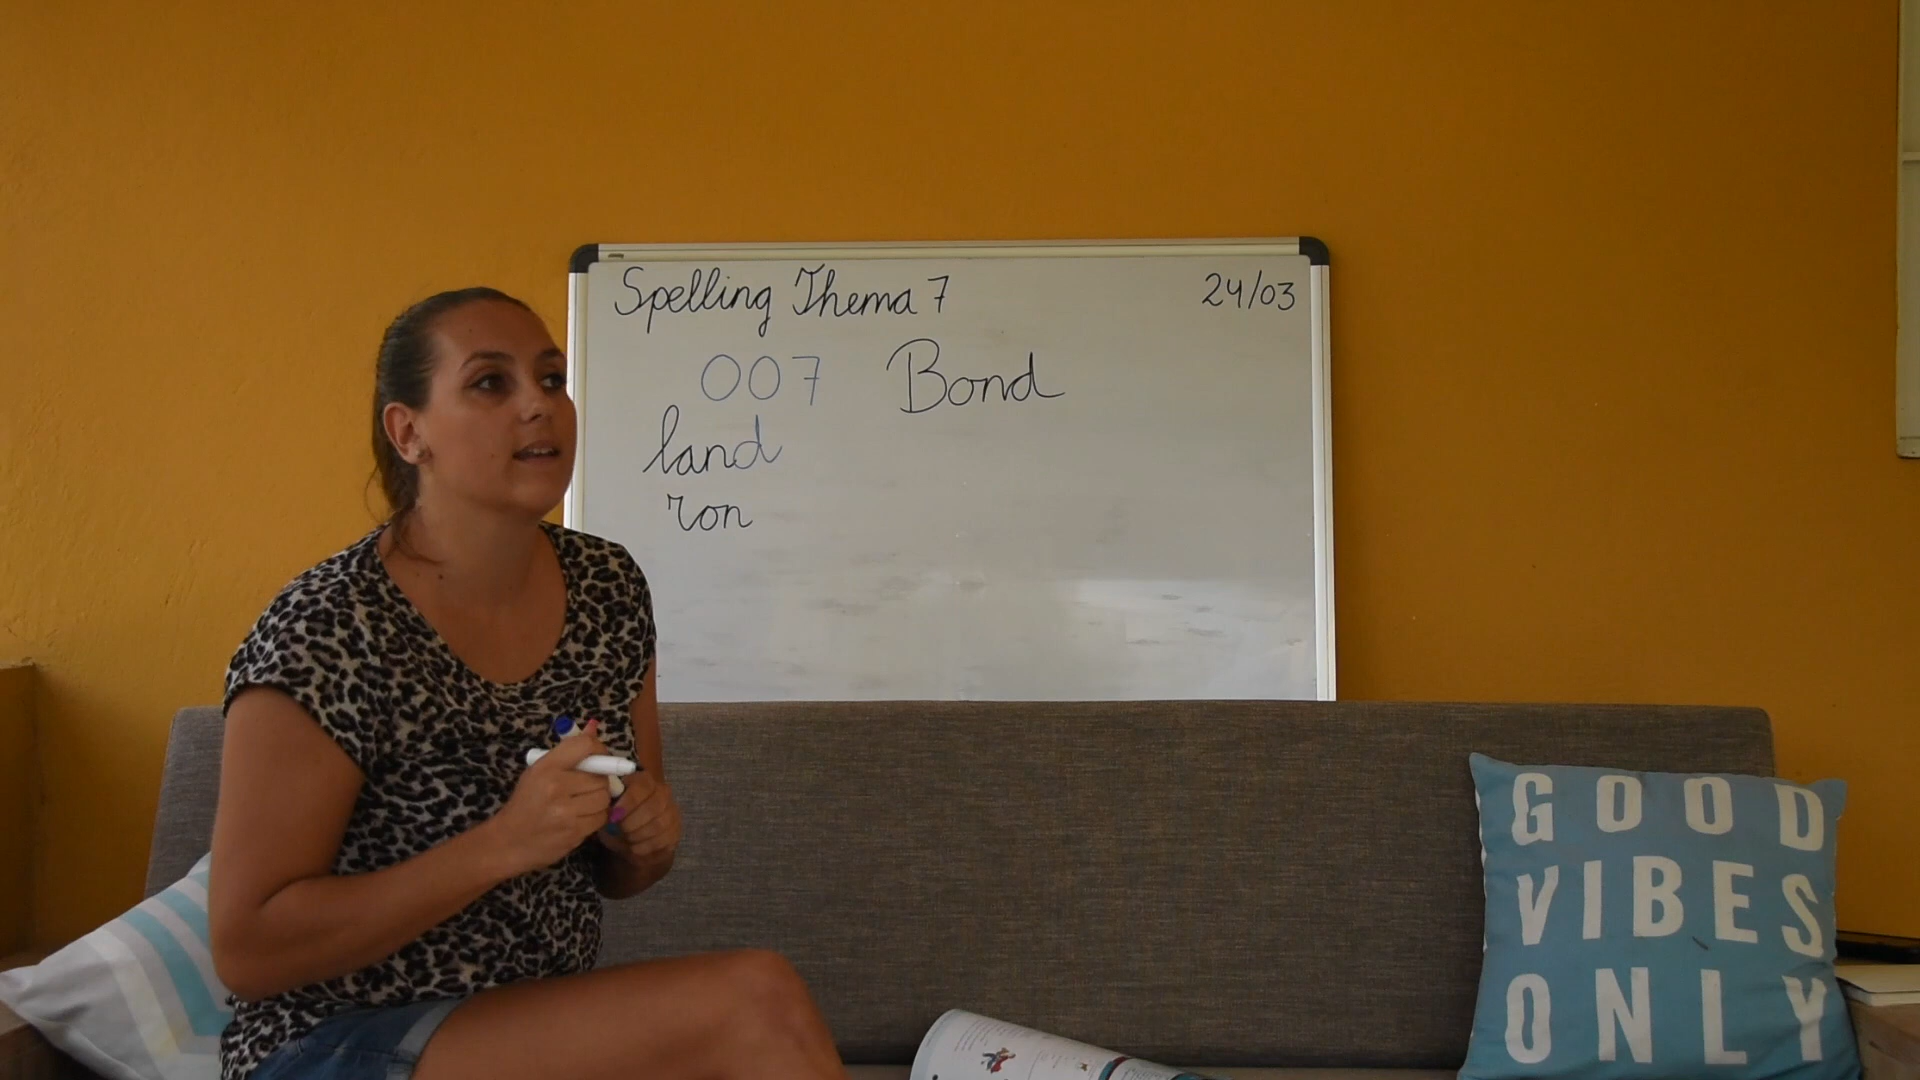 Spelling Thema 7 24/03
007 Bond
land
ron
GOOD
VIBES
ONLY